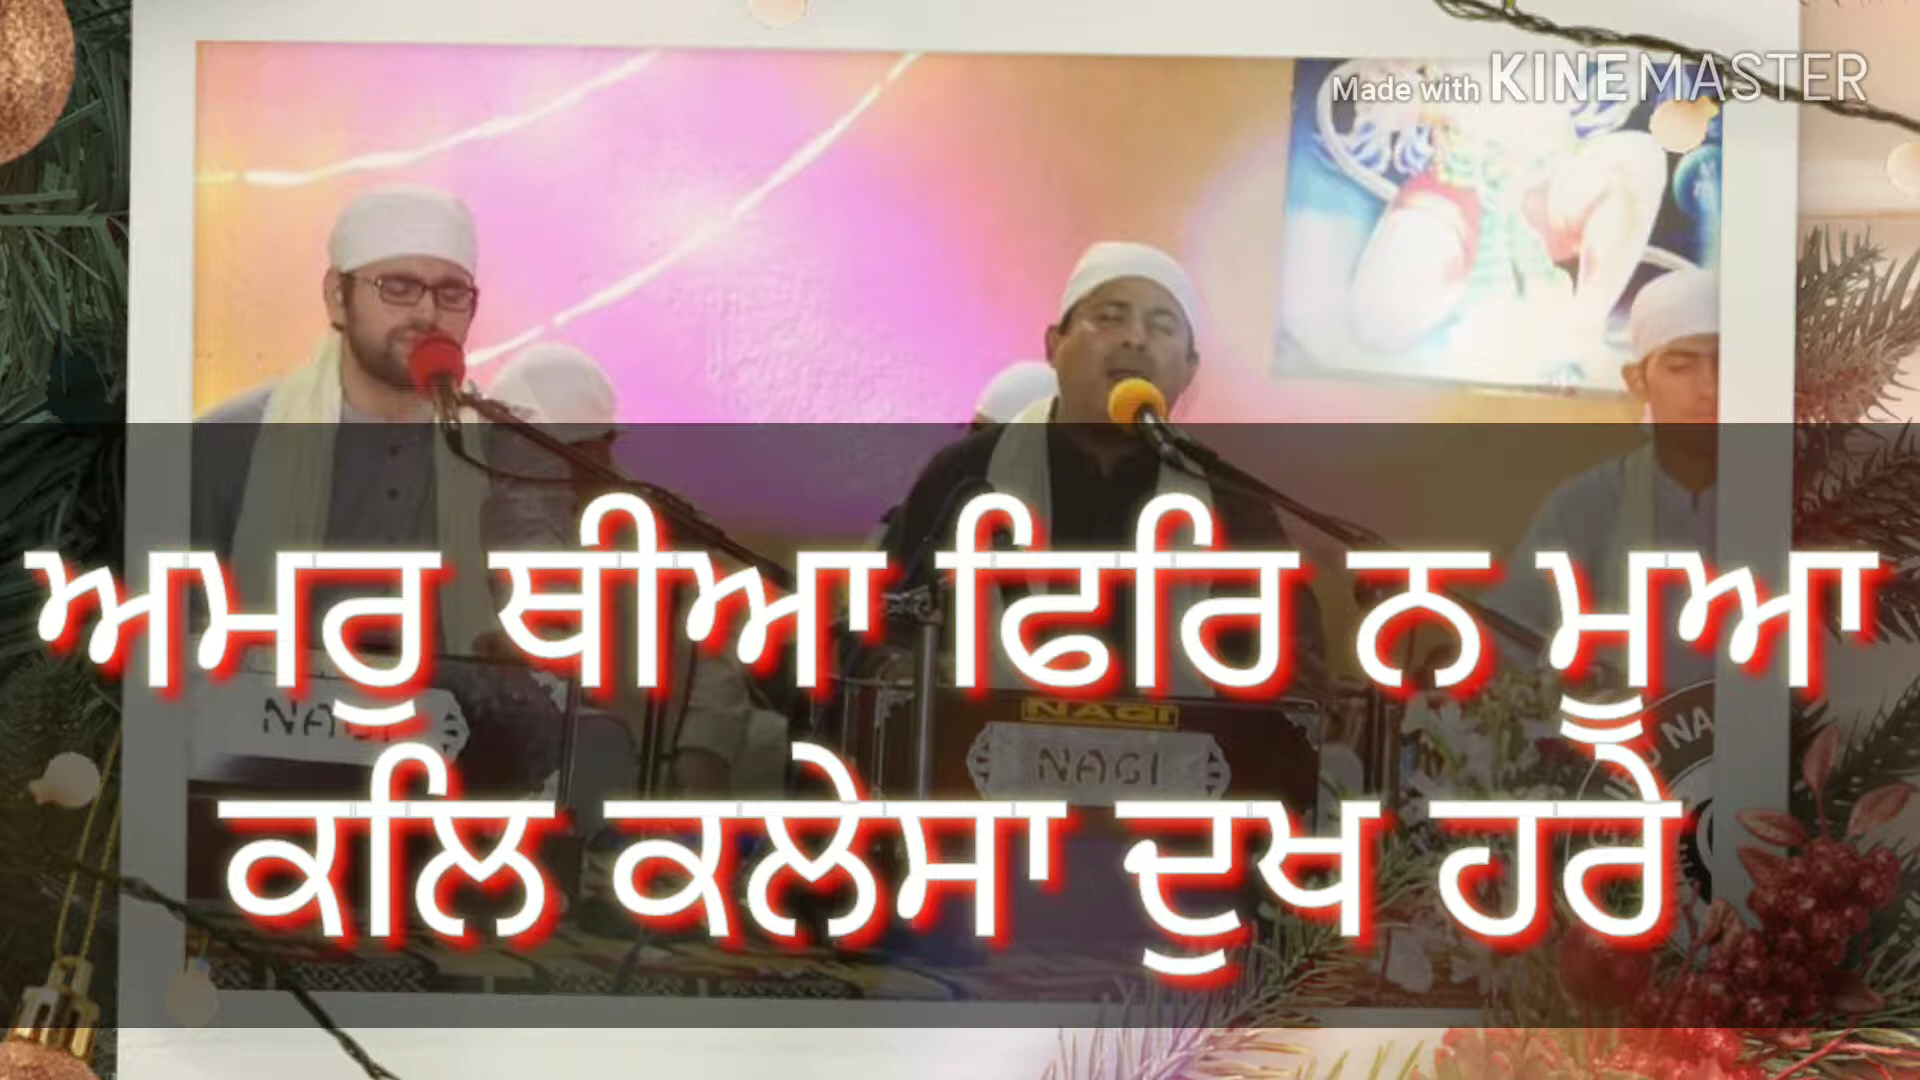 Made with KINEMASTER
ਅਮਰੁ ਥੀਆ ਫਿਰਿ ਨ ਮੂਆ
ਕਲਿ ਕਲੇਸਾ ਦੁਖ ਹਰੈ
NAGI
NAGI
NAGI